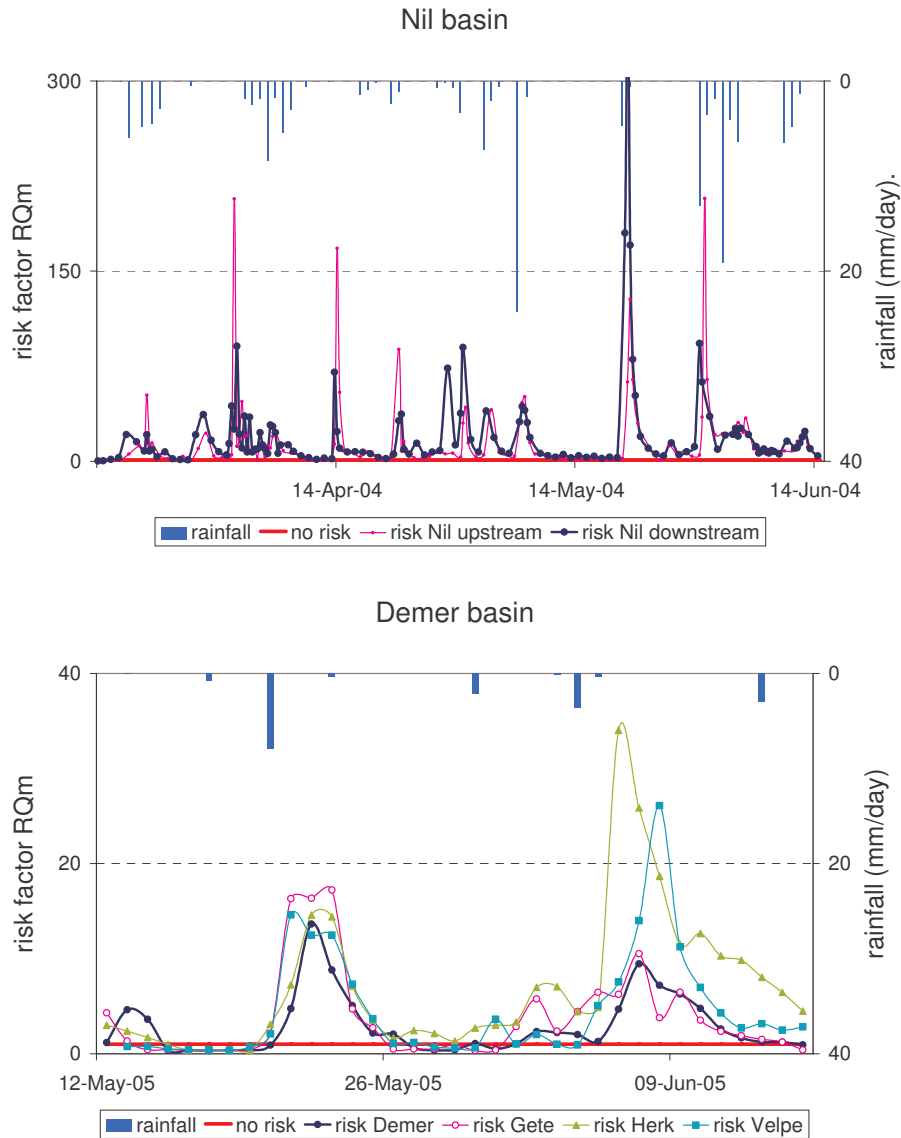 Nil basin
300
0
150
20
0
40
risk factor RQm
rainfall (mm/day).
14-Apr-04
14-May-04
14-Jun-04
rainfall
no risk
risk Nil upstream
risk Nil downstream
Demer basin
40
0
20
20
0
40
risk factor RQm
rainfall (mm/day)
12-May-05
26-May-05
09-Jun-05
rainfall
no risk
risk Demer
risk Gete
risk Herk
risk Velpe